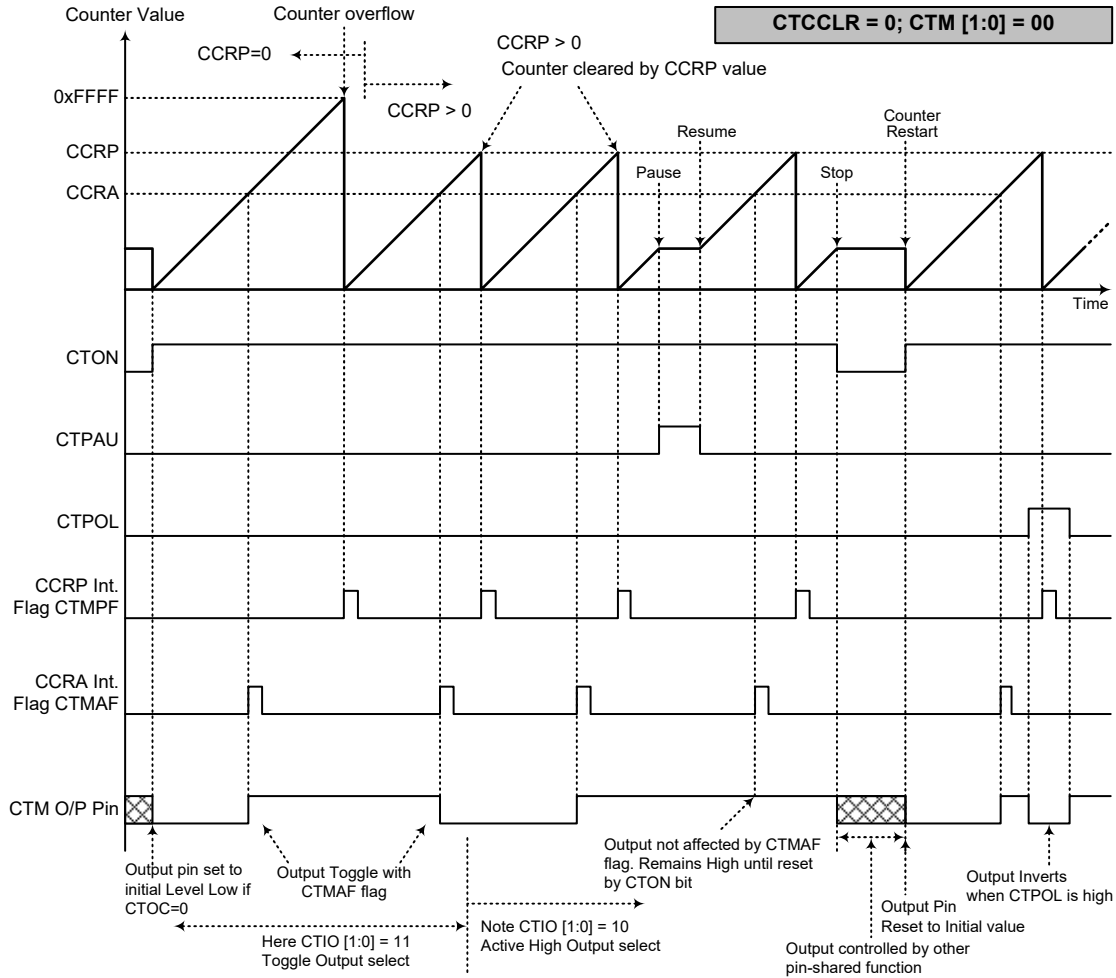 Counter Value
Counter overflow
CTCCLR = 0; CTM [1:0] = 00
CCRP=0
CCRP > 0
CCRP > 0
Counter cleared by CCRP value
0xFFFF
CCRP
CCRA
Pause
Resume
Stop
Counter
Restart
Time
CTON
CTPAU
CTPOL
CCRP Int.
Flag CTMPF
CCRA Int.
Flag CTMAF
CTM O/P Pin
Output pin set to
initial Level Low if
CTOC=0
Output Toggle with
CTMAF flag
Here CTIO [1:0] = 11
Toggle Output select
Note CTIO [1:0] = 10
Active High Output select
Output not affected by CTMAF
flag. Remains High until reset
by CTON bit
Output controlled by other
pin-shared function
Output Pin
Reset to Initial value
Output Inverts
when CTPOL is high